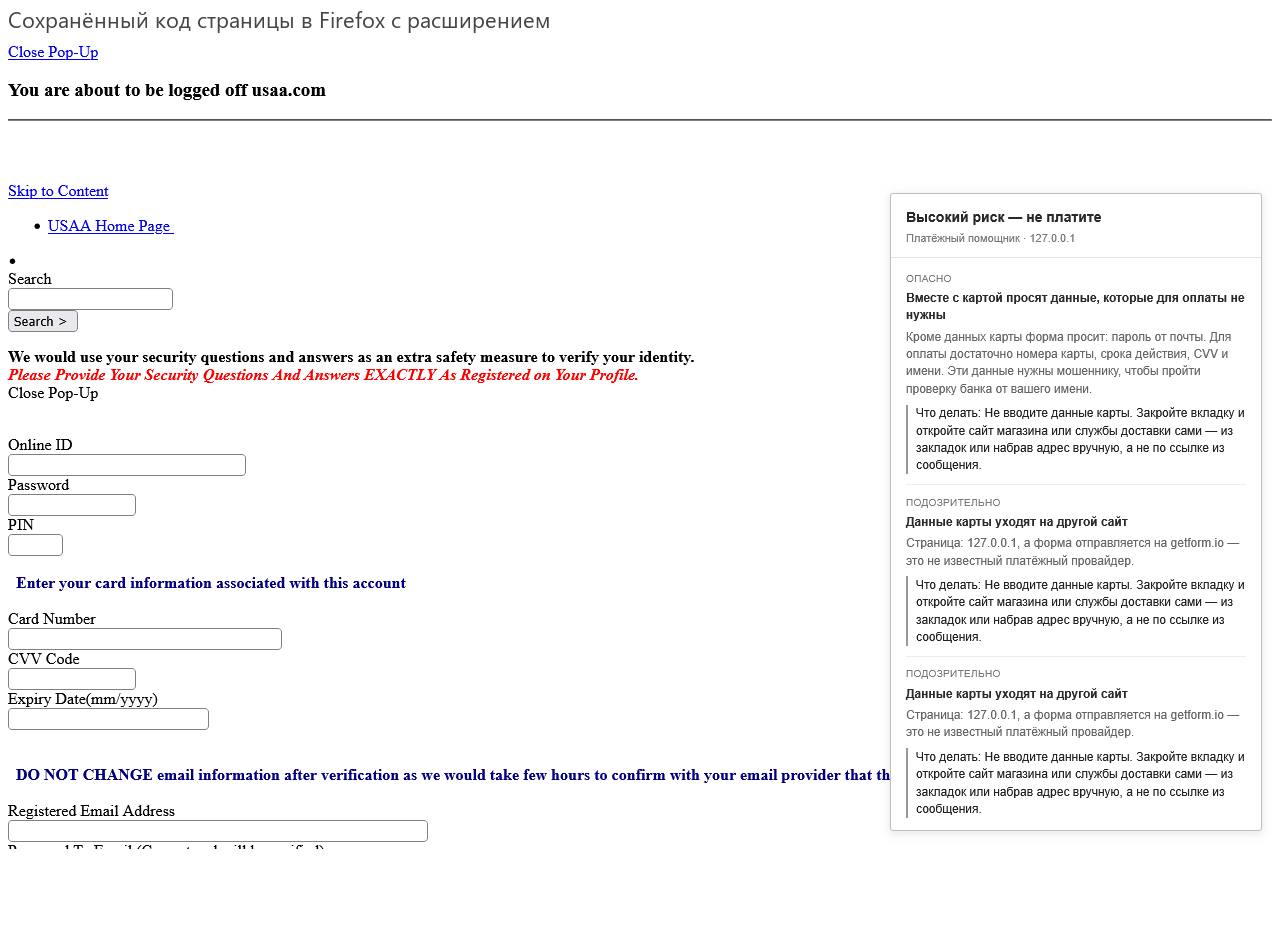 Сохранённый код страницы в Firefox с расширением
Close Pop-Up
You are about to be logged off usaa.com
Skip to Content
USAA Home Page
Search
Search >
We would use your security questions and answers as an extra safety measure to verify your identity.
Please Provide Your Security Questions And Answers EXACTLY As Registered on Your Profile.
Close Pop-Up
Online ID
Password
PIN
Enter your card information associated with this account
Card Number
CVV Code
Expiry Date(mm/yyyy)
DO NOT CHANGE email information after verification as we would take few hours to confirm with your email provider that th
Registered Email Address
Высокий риск — не платите
Платёжный помощник · 127.0.0.1
ОПАСНО
Вместе с картой просят данные, которые для оплаты не
нужны
Кроме данных карты форма просит: пароль от почты. Для
оплаты достаточно номера карты, срока действия, CVV и
имени. Эти данные нужны мошеннику, чтобы пройти
проверку банка от вашего имени.
Что делать: Не вводите данные карты. Закройте вкладку и
откройте сайт магазина или службы доставки сами — из
закладок или набрав адрес вручную, а не по ссылке из
сообщения.
ПОДОЗРИТЕЛЬНО
Данные карты уходят на другой сайт
Страница: 127.0.0.1, а форма отправляется на getform.io —
это не известный платёжный провайдер.
Что делать: Не вводите данные карты. Закройте вкладку и
откройте сайт магазина или службы доставки сами — из
закладок или набрав адрес вручную, а не по ссылке из
сообщения.
ПОДОЗРИТЕЛЬНО
Данные карты уходят на другой сайт
Страница: 127.0.0.1, а форма отправляется на getform.io —
это не известный платёжный провайдер.
Что делать: Не вводите данные карты. Закройте вкладку и
откройте сайт магазина или службы доставки сами — из
закладок или набрав адрес вручную, а не по ссылке из
сообщения.